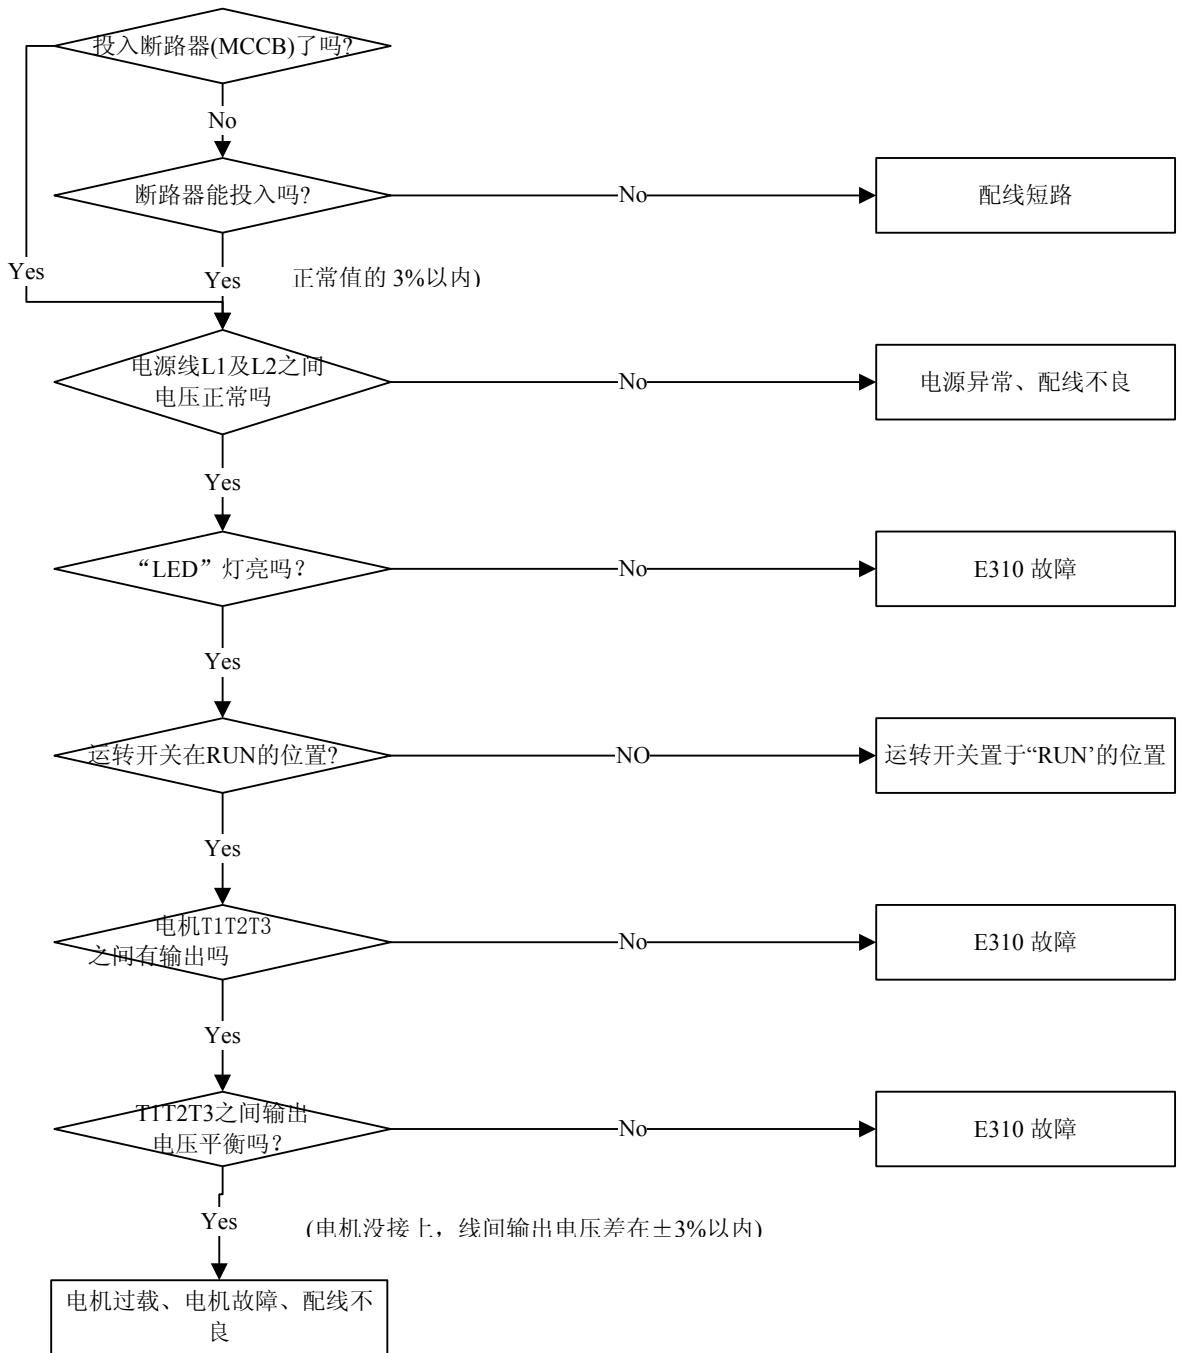 投入断路器(MCCB)了吗?
No
断路器能投入吗?
No
配线短路
Yes
Yes
正常值的 3%以内)
电源线L1及L2之间
电压正常吗
No
电源异常、配线不良
Yes
“LED”灯亮吗?
No
E310 故障
Yes
运转开关在RUN的位置?
NO
运转开关置于“RUN’的位置
Yes
电机T1T2T3
之间有输出吗
No
E310 故障
Yes
T1T2T3之间输出
电压平衡吗?
No
E310 故障
Yes
(电机没接上，线间输出电压差在±3%以内)
电机过载、电机故障、配线不
良